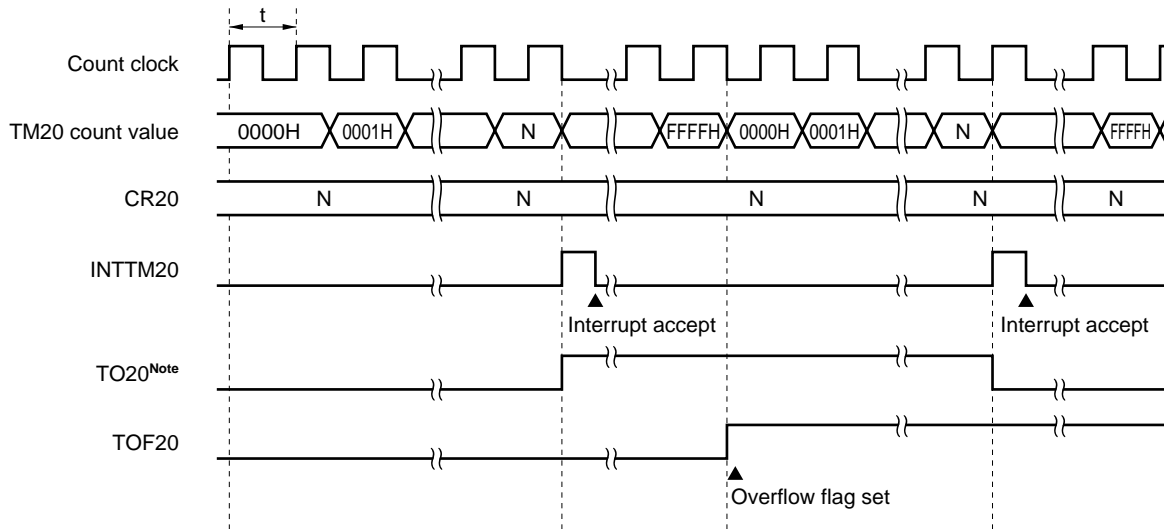 t
Count clock
TM20 count value 0000H 0001H N FFFFH 0000H 0001H N FFFFH
CR20 N N N N N
INTTM20
Interrupt accept Interrupt accept
TO20Note
TOF20
Overflow flag set